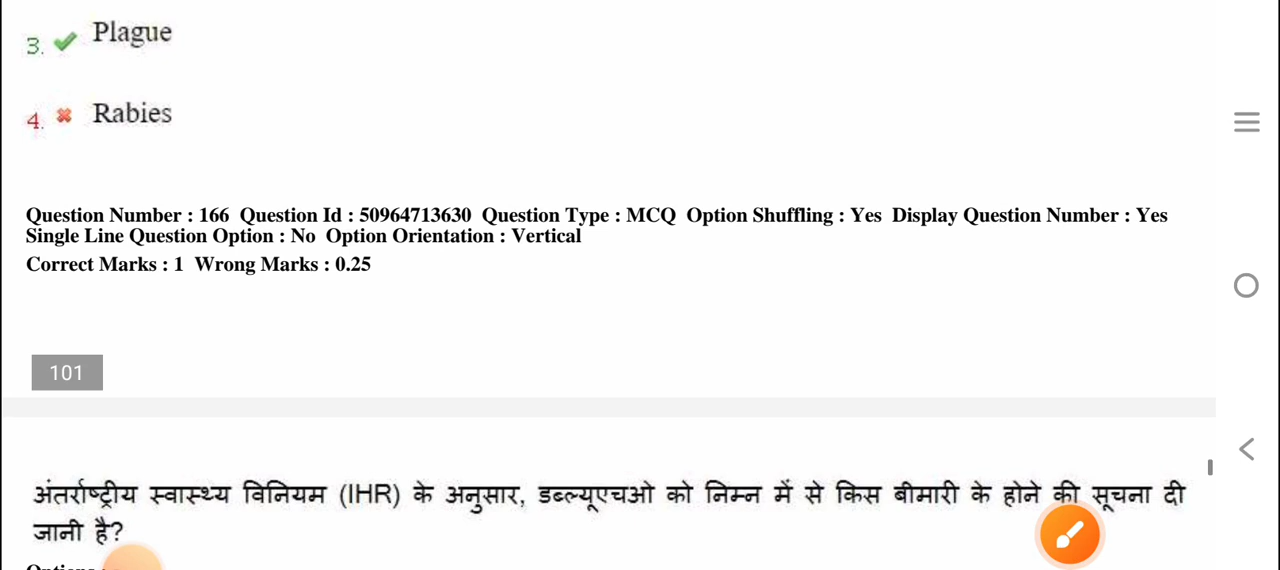 3. Plague
4. Rabies
Question Number : 166 Question Id : 50964713630 Question Type : MCQ Option Shuffling : Yes Display Question Number : Yes
Single Line Question Option : No Option Orientation : Vertical
Correct Marks : 1 Wrong Marks : 0.25
101
अंतर्राष्ट्रीय स्वास्थ्य विनियम (IHR) के अनुसार, डब्ल्यूएचओ को निम्न में से किस बीमारी के होने की सूचना दी
जानी है?